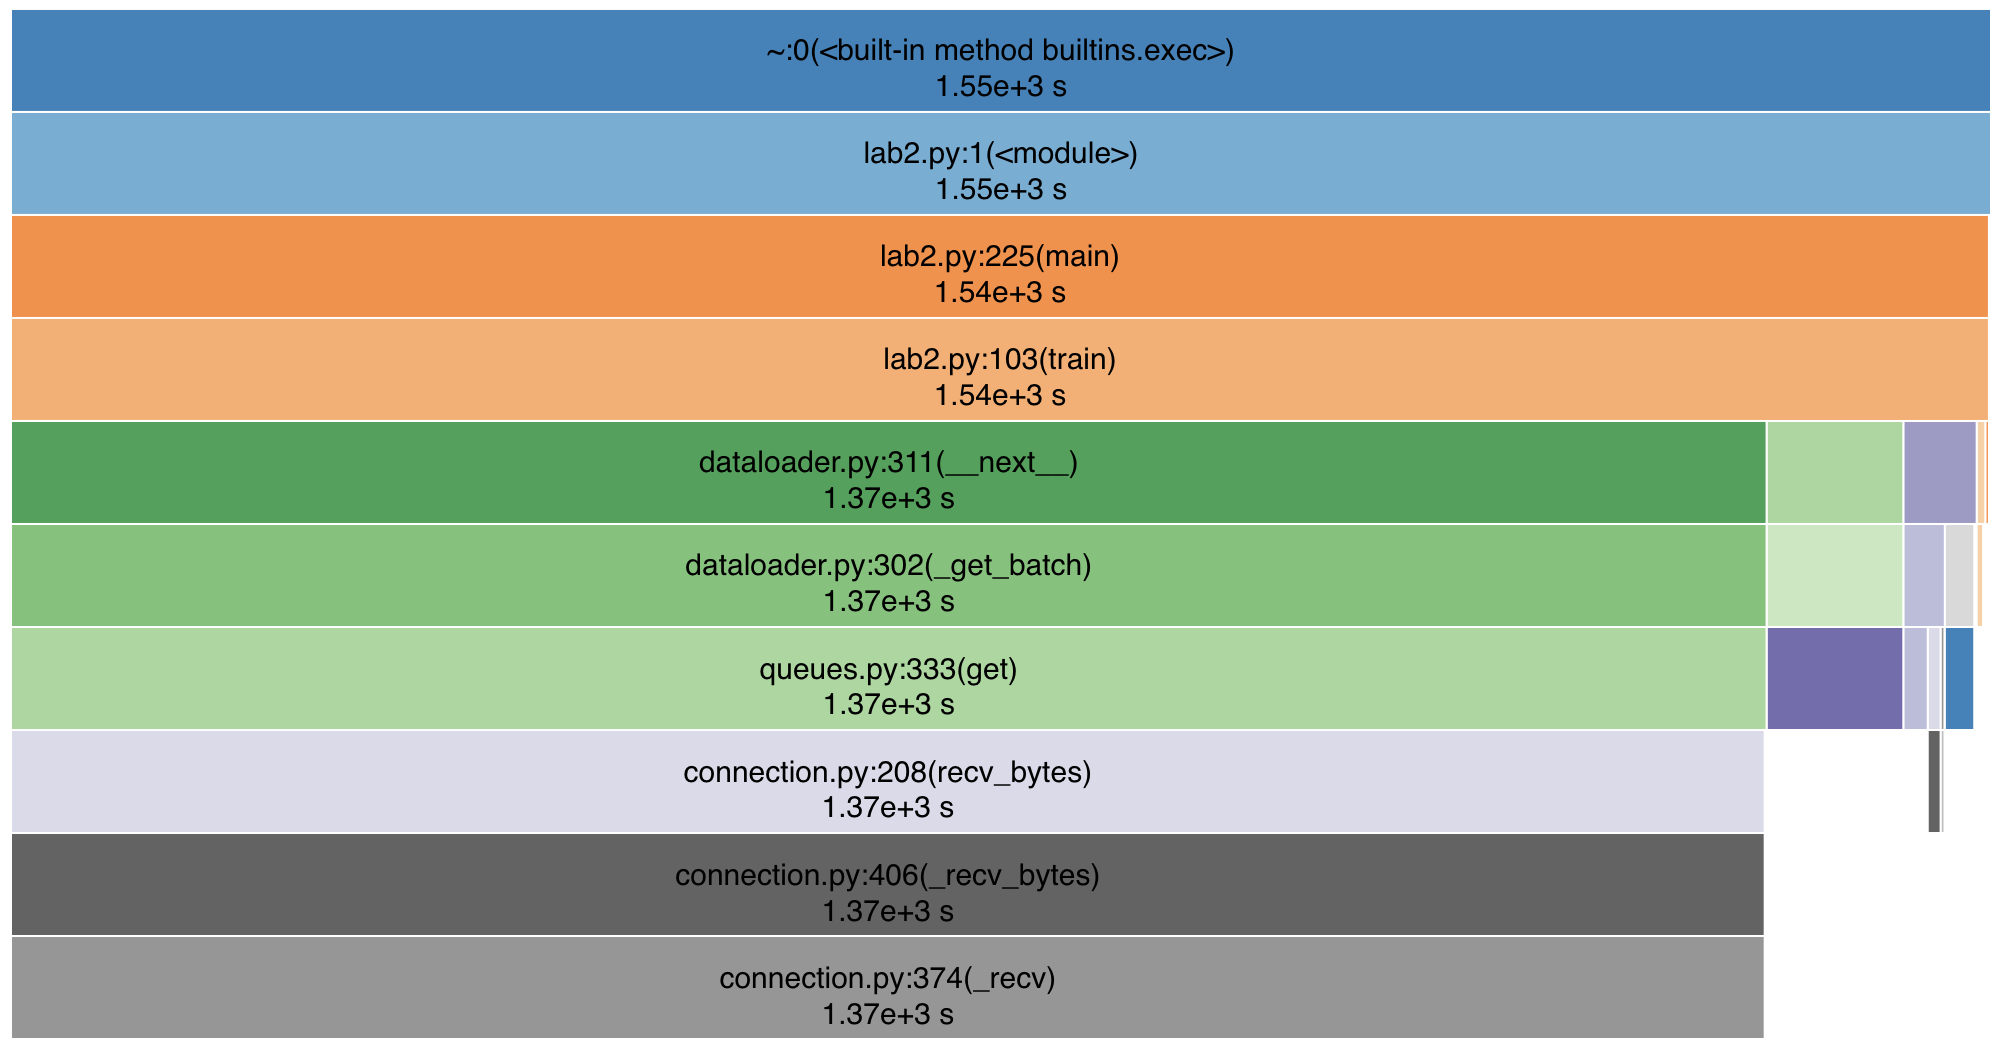 ~:0(<built-in method builtins.exec>)
1.55e+3 s
lab2.py:1(<module>)
1.55e+3 s
lab2.py:225(main)
1.54e+3 s
lab2.py:103(train)
1.54e+3 s
dataloader.py:311(__next__)
1.37e+3 s
dataloader.py:302(_get_batch)
1.37e+3 s
queues.py:333(get)
1.37e+3 s
connection.py:208(recv_bytes)
1.37e+3 s
connection.py:406(_recv_bytes)
1.37e+3 s
connection.py:374(_recv)
1.37e+3 s